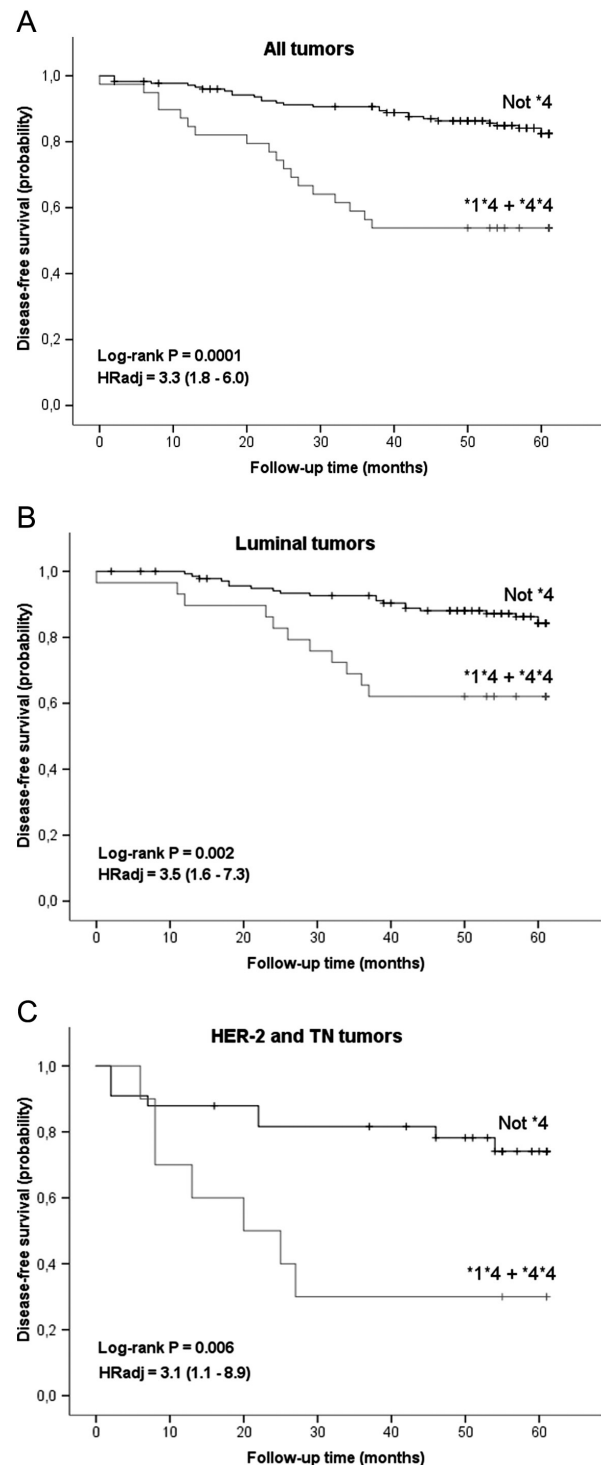 A
All tumors
Disease-free survival (probability)
1,0
0,8
0,6
0,4
0,2
0,0
Not *4
*1*4 + *4*4
Log-rank P = 0.0001
HRadj = 3.3 (1.8 - 6.0)
0 10 20 30 40 50 60
Follow-up time (months)
B
Luminal tumors
Disease-free survival (probability)
1,0
0,8
0,6
0,4
0,2
0,0
Not *4
*1*4 + *4*4
Log-rank P = 0.002
HRadj = 3.5 (1.6 - 7.3)
0 10 20 30 40 50 60
Follow-up time (months)
C
HER-2 and TN tumors
Disease-free survival (probability)
1,0
0,8
0,6
0,4
0,2
0,0
Not *4
*1*4 + *4*4
Log-rank P = 0.006
HRadj = 3.1 (1.1 - 8.9)
0 10 20 30 40 50 60
Follow-up time (months)